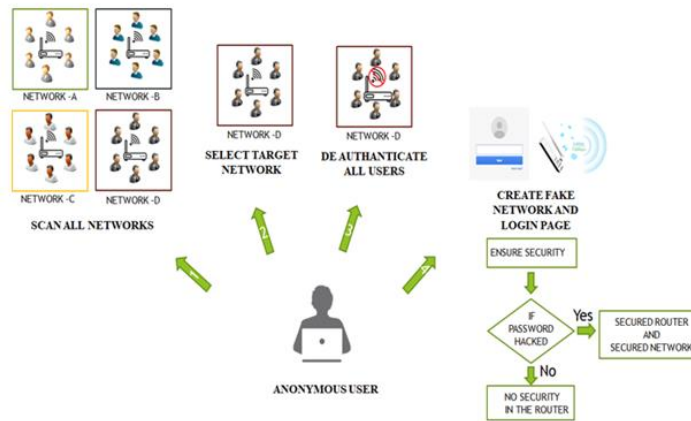 NETWORK -A
NETWORK -B
NETWORK -C
NETWORK -D
SCAN ALL NETWORKS
NETWORK -D
SELECT TARGET
NETWORK
NETWORK -D
DE AUTHANTICATE
ALL USERS
CREATE FAKE
NETWORK AND
LOGIN PAGE
1
2
3
4
ANONYMOUS USER
ENSURE SECURITY
IF
PASSWORD
HACKED
Yes
SECURED ROUTER
AND
SECURED NETWORK
No
NO SECURITY
IN THE ROUTER